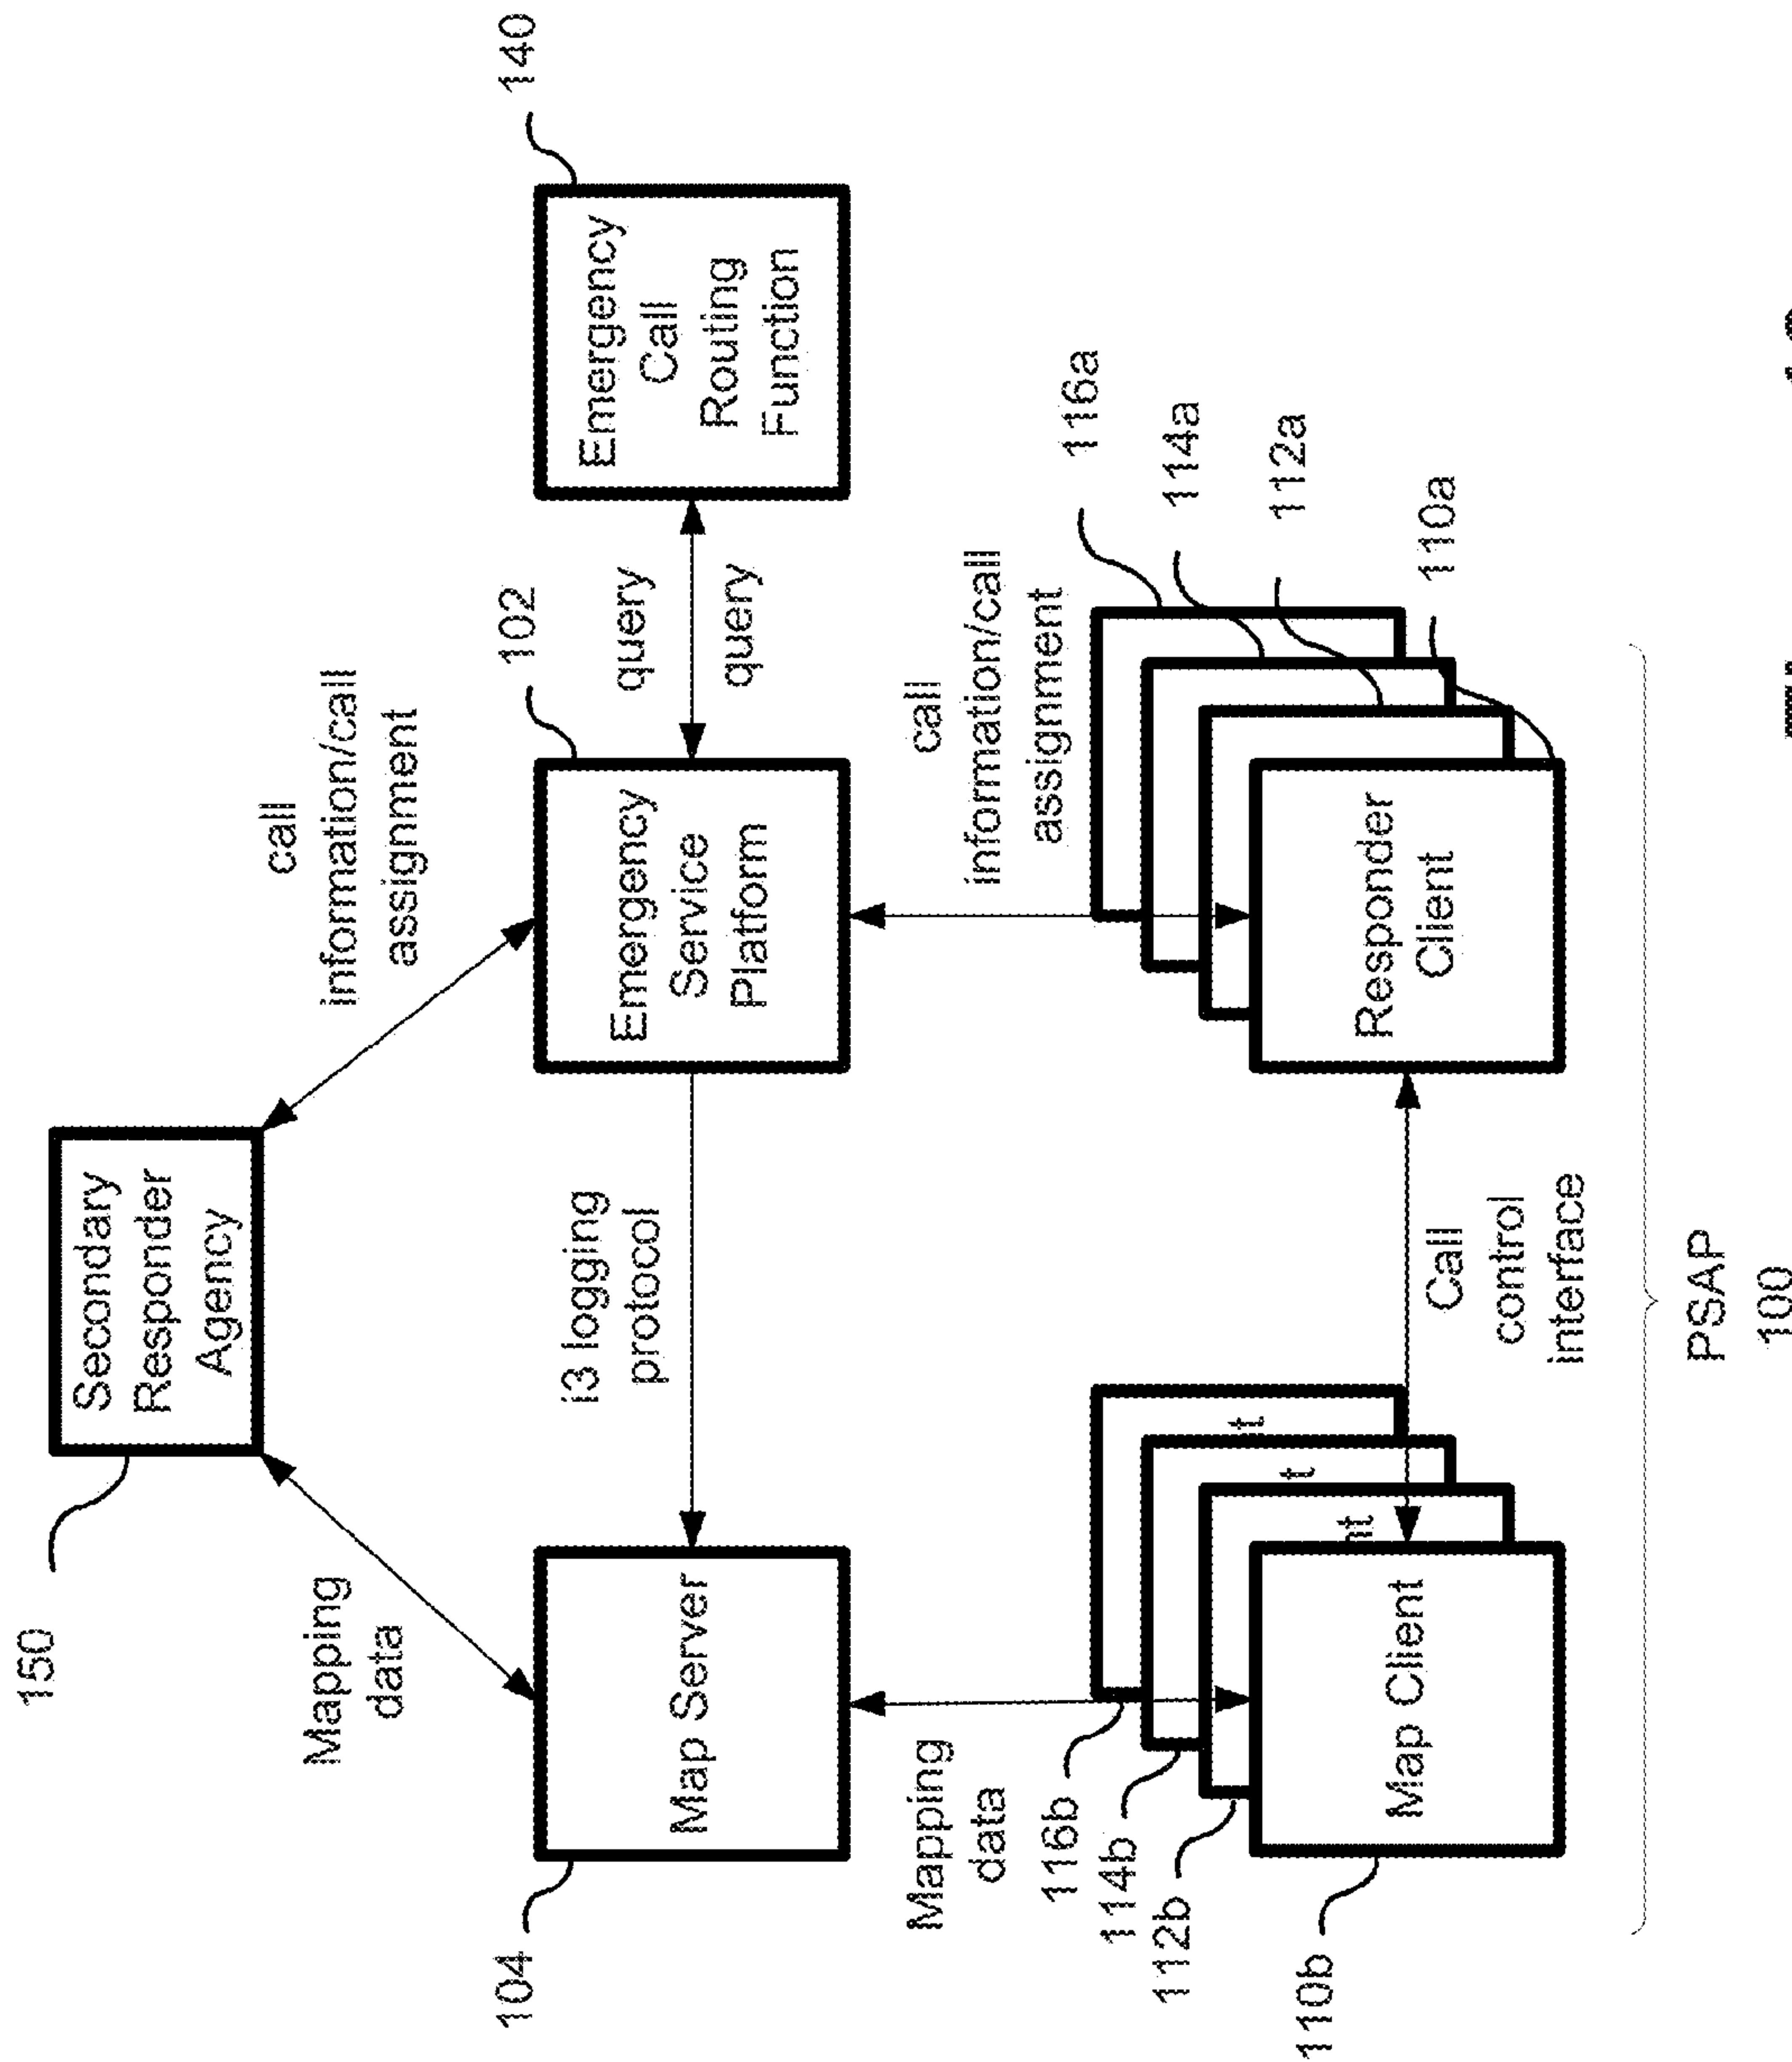 150
Secondary
Responder
Agency
Mapping
data
call
information/call
assignment
104
Map Server
i3 logging
protocol
102
Emergency
Service
Platform
query
query
140
Emergency
Call
Routing
Function
Mapping
data
call
information/call
assignment
116b
114b
112b
110b
t
t
nt
Map Client
Call
control
interface
116a
114a
112a
110a
Responder
Client
PSAP
100